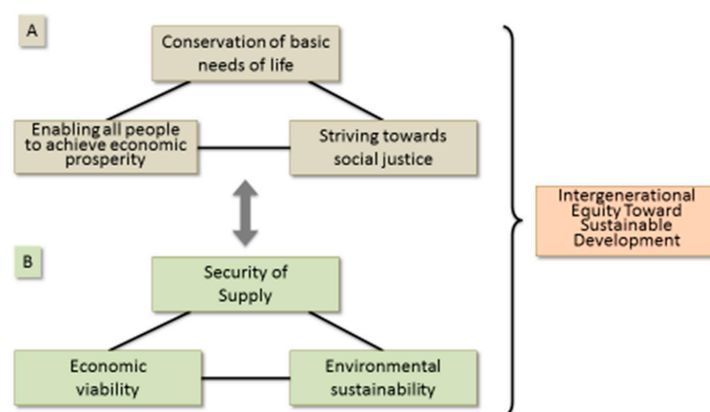 A
Conservation of basic
needs of life
Enabling all people
to achieve economic
prosperity
Striving towards
social justice
B
Security of
Supply
Economic
viability
Environmental
sustainability
Intergenerational
Equity Toward
Sustainable
Development